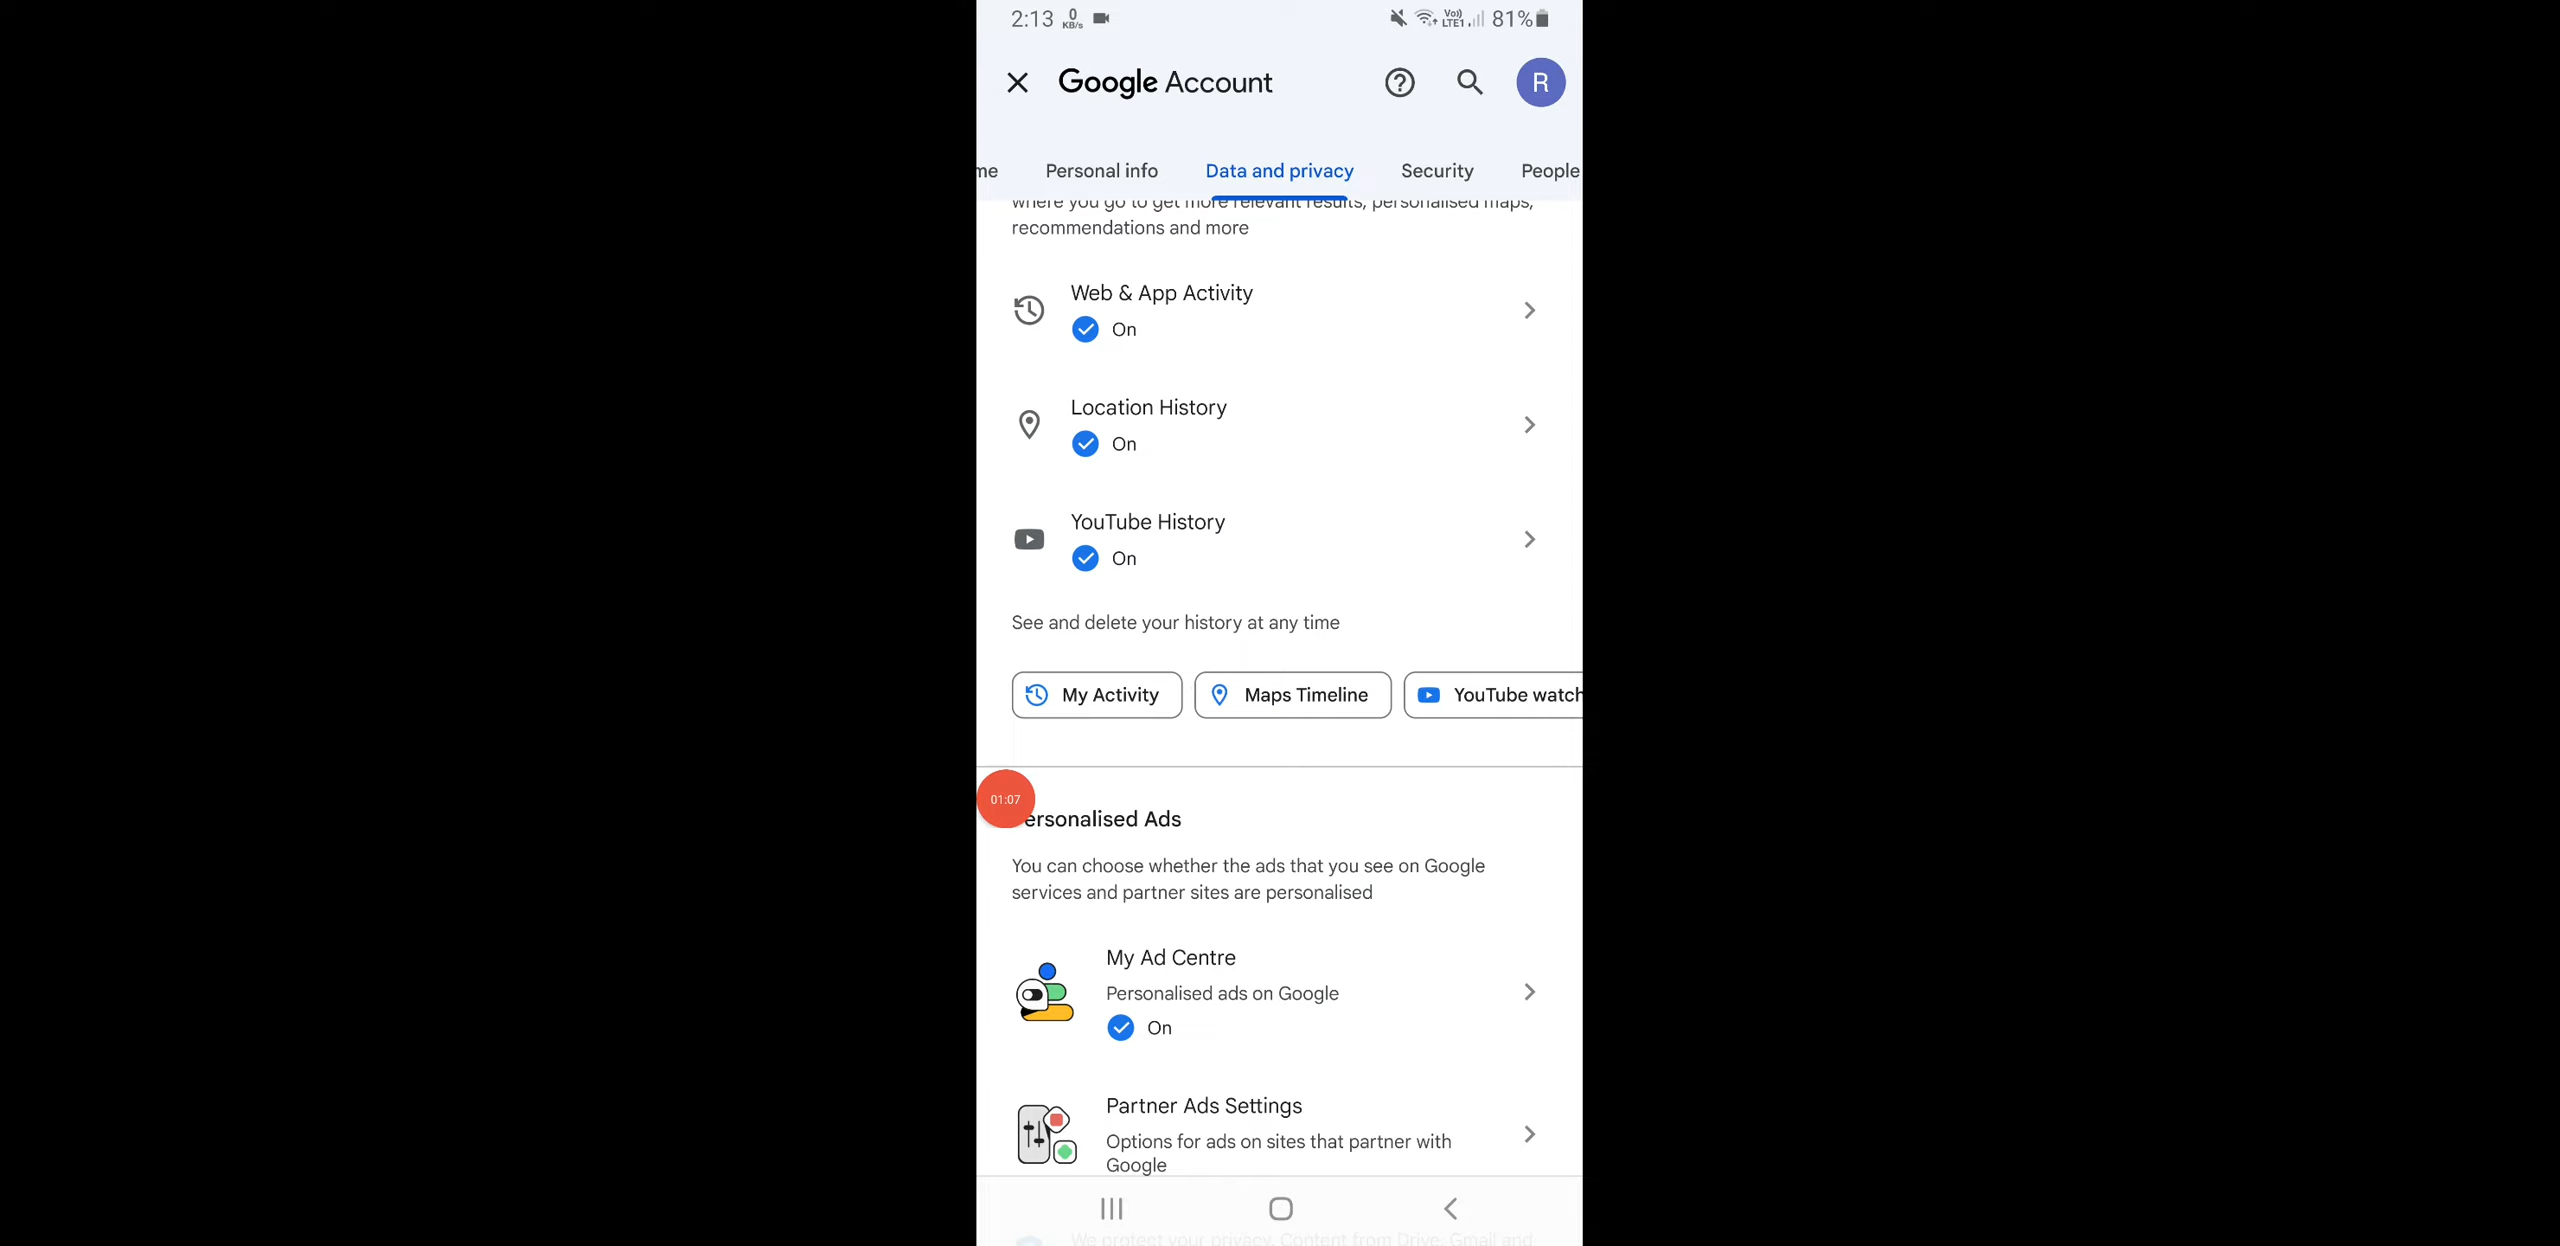 2:13 0 KB/s Vo)) LTE1 81%
Google Account R
me Personal info Data and privacy Security People
where you go to get more relevant results, personalised maps,
recommendations and more
Web & App Activity
On
Location History
On
YouTube History
On
See and delete your history at any time
My Activity Maps Timeline YouTube watch
01:07
ersonalised Ads
You can choose whether the ads that you see on Google
services and partner sites are personalised
My Ad Centre
Personalised ads on Google
On
Partner Ads Settings
Options for ads on sites that partner with
Google
We protect your privacy. Content from Drive, Gmail and